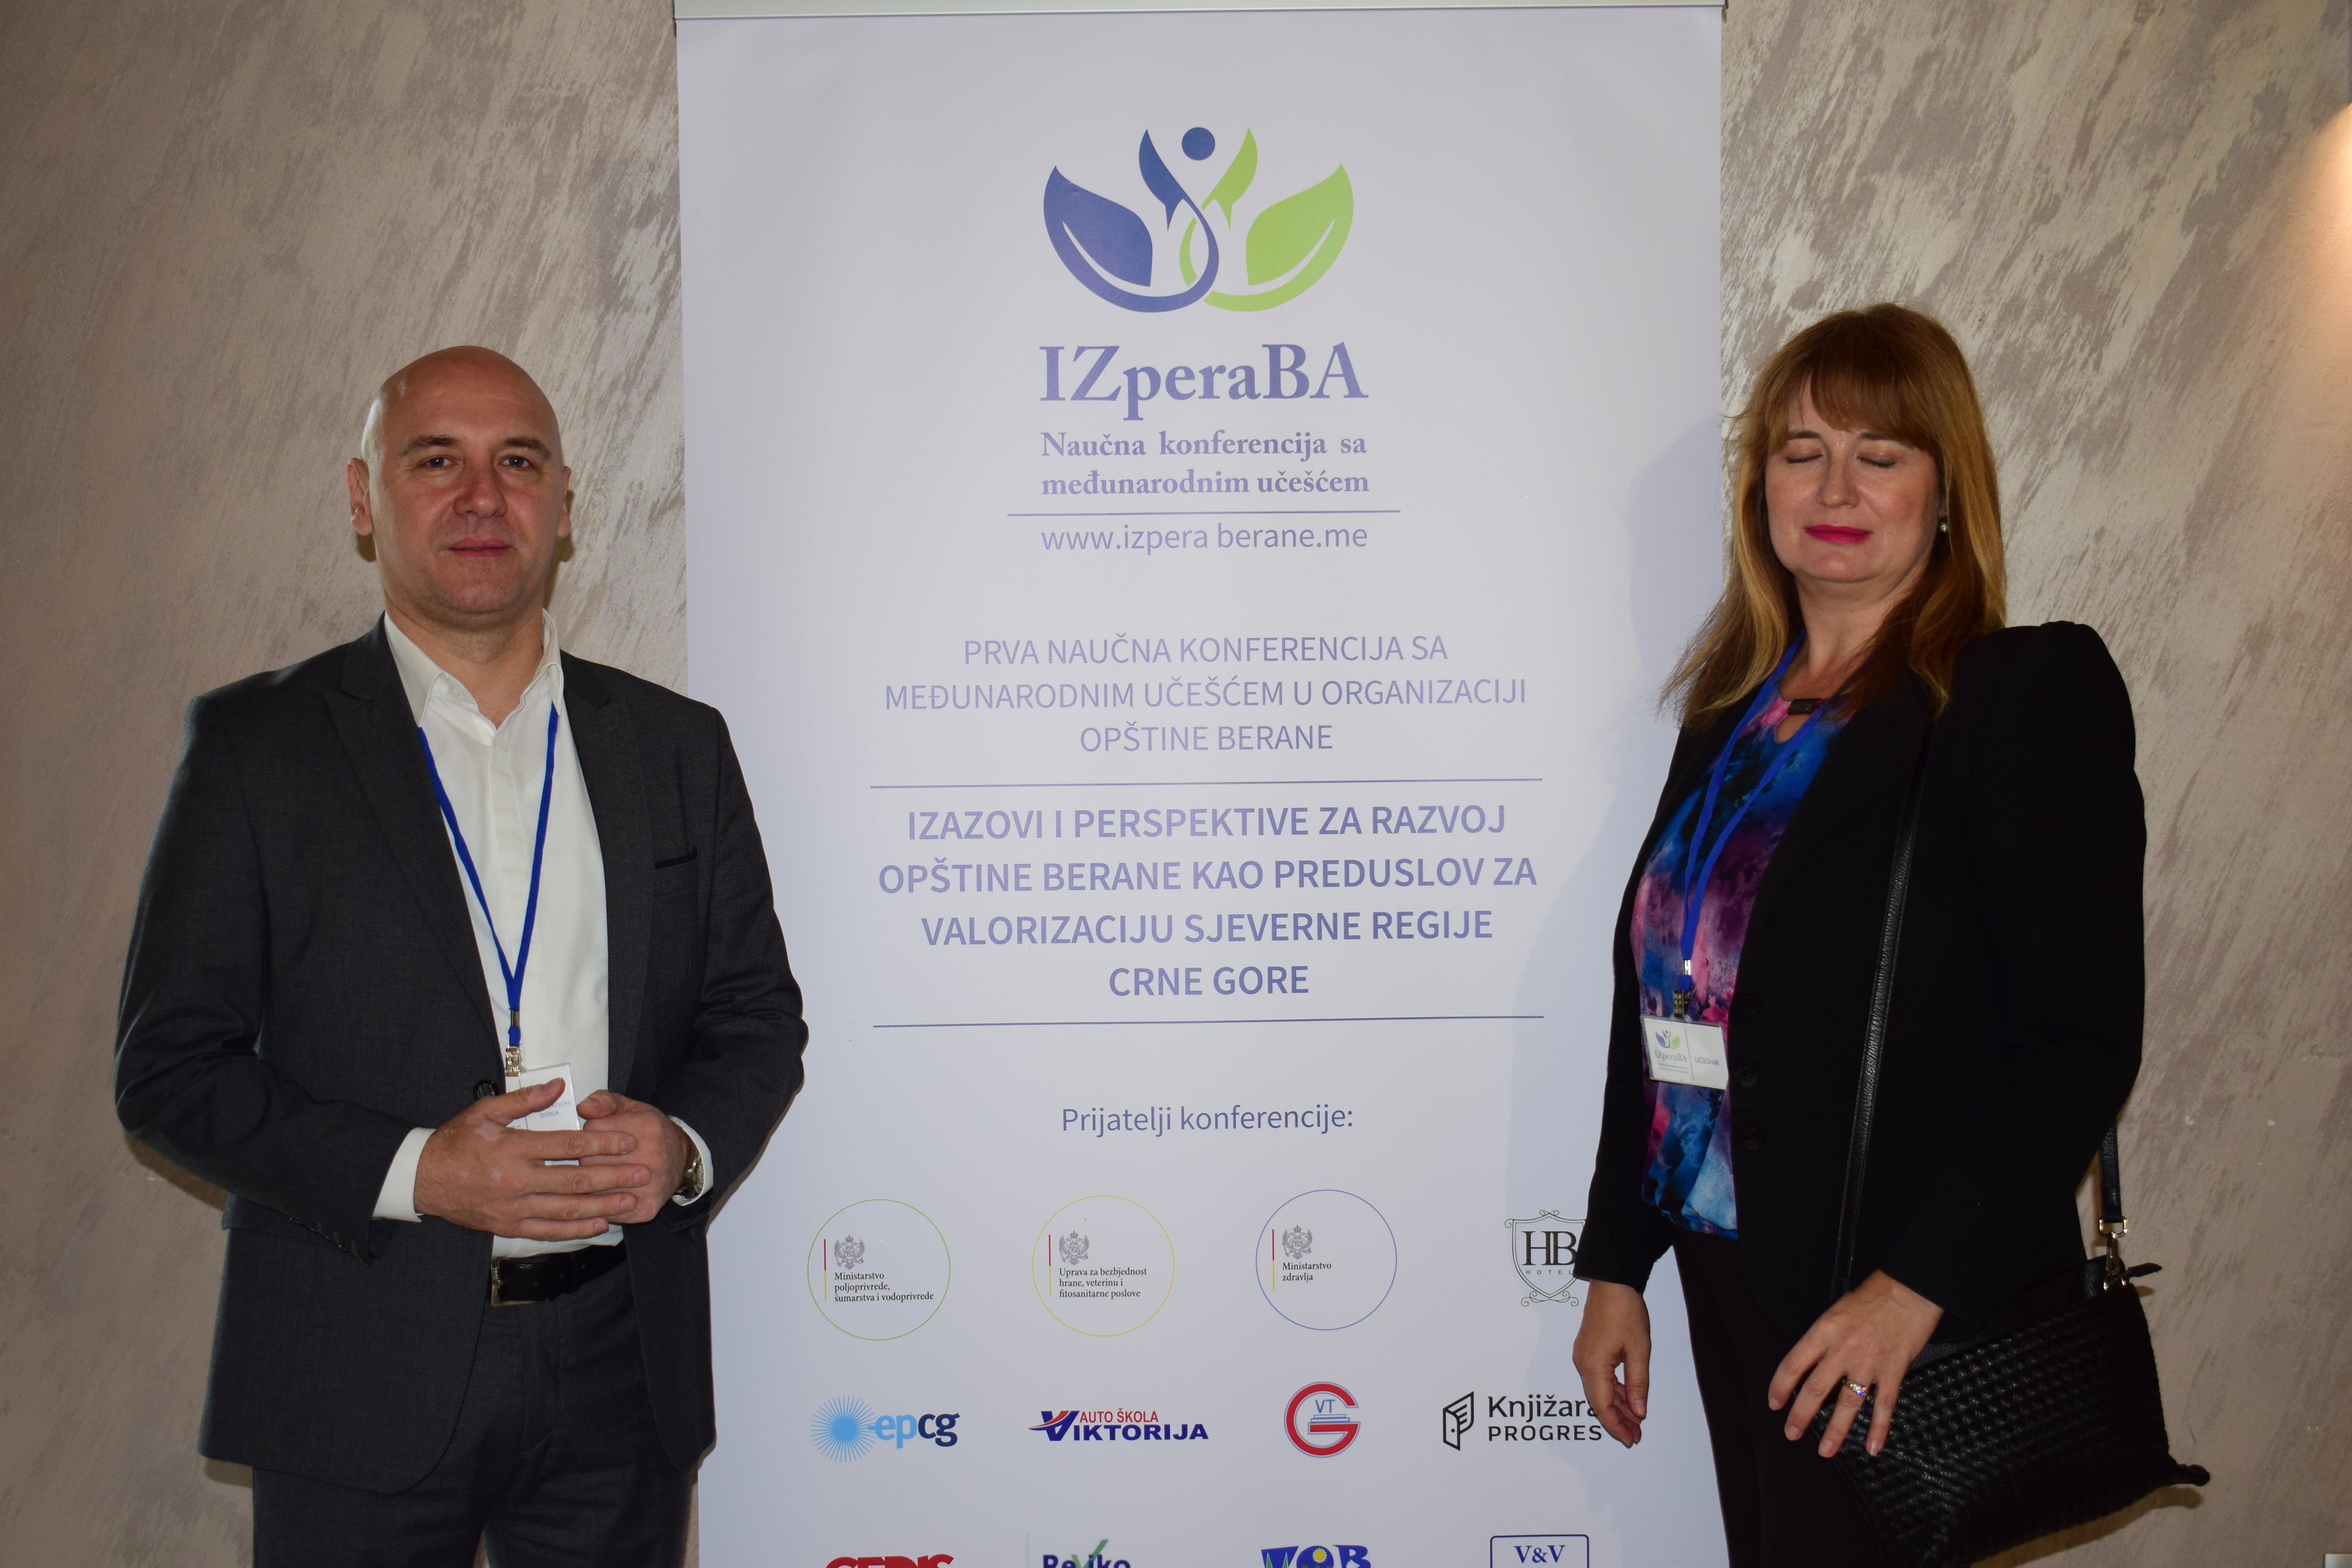 IZperaBA
Naučna konferencija sa
međunarodnim učešćem
www.izpera berane.me
PRVA NAUČNA KONFERENCIJA SA
MEĐUNARODNIM UČEŠĆEM U ORGANIZACIJI
OPŠTINE BERANE
IZAZOVI I PERSPEKTIVE ZA RAZVOJ
OPŠTINE BERANE KAO PREDUSLOV ZA
VALORIZACIJU SJEVERNE REGIJE
CRNE GORE
Prijatelji konferencije:
Ministarstvo
poljoprivrede,
šumarstva i vodoprivrede
Uprava za bezbjednost
hrane, veterinu i
fitosanitarne poslove
Ministarstvo
zdravlja
HB
HOTEL
epcg
AUTO ŠKOLA
VIKTORIJA
VT
G
Knjižara
PROGRES
V&V
IZperaBA
UČESNIK